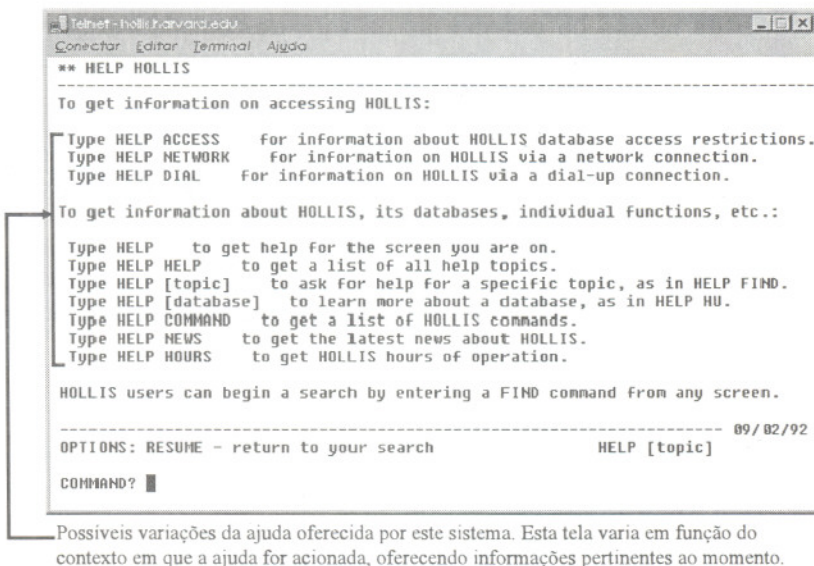 Telnet - hollis.harvard.edu
Conectar Editar Terminal Ajuda
** HELP HOLLIS
To get information on accessing HOLLIS:
Type HELP ACCESS for information about HOLLIS database access restrictions.
Type HELP NETWORK for information on HOLLIS via a network connection.
Type HELP DIAL for information on HOLLIS via a dial-up connection.
To get information about HOLLIS, its databases, individual functions, etc.:
Type HELP to get help for the screen you are on.
Type HELP HELP to get a list of all help topics.
Type HELP [topic] to ask for help for a specific topic, as in HELP FIND.
Type HELP [database] to learn more about a database, as in HELP HU.
Type HELP COMMAND to get a list of HOLLIS commands.
Type HELP NEWS to get the latest news about HOLLIS.
Type HELP HOURS to get HOLLIS hours of operation.
HOLLIS users can begin a search by entering a FIND command from any screen.
09/02/92
OPTIONS: RESUME - return to your search HELP [topic]
COMMAND?
Possíveis variações da ajuda oferecida por este sistema. Esta tela varia em função do
contexto em que a ajuda for acionada, oferecendo informações pertinentes ao momento.